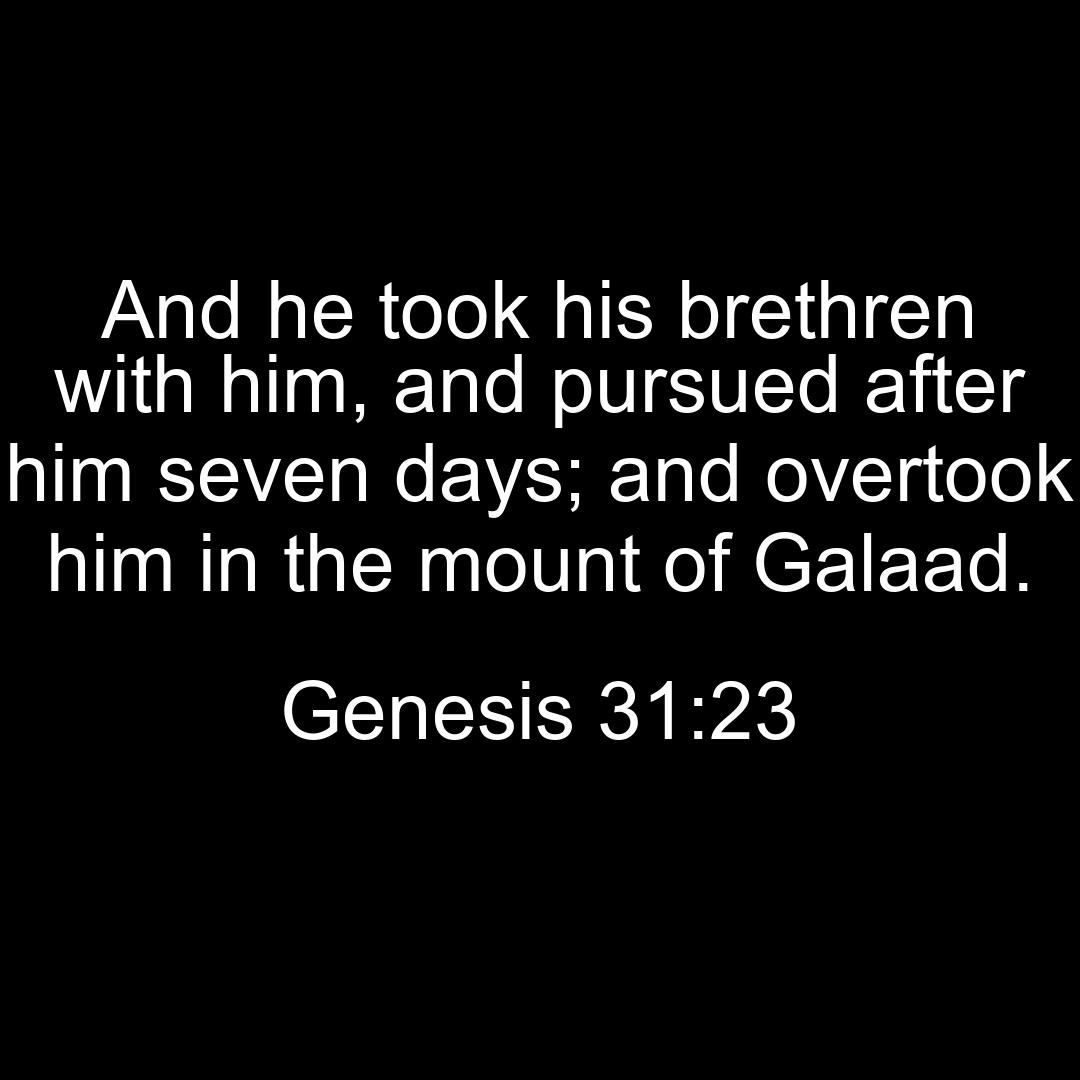 And he took his brethren
with him, and pursued after
him seven days; and overtook
him in the mount of Galaad.
Genesis 31:23